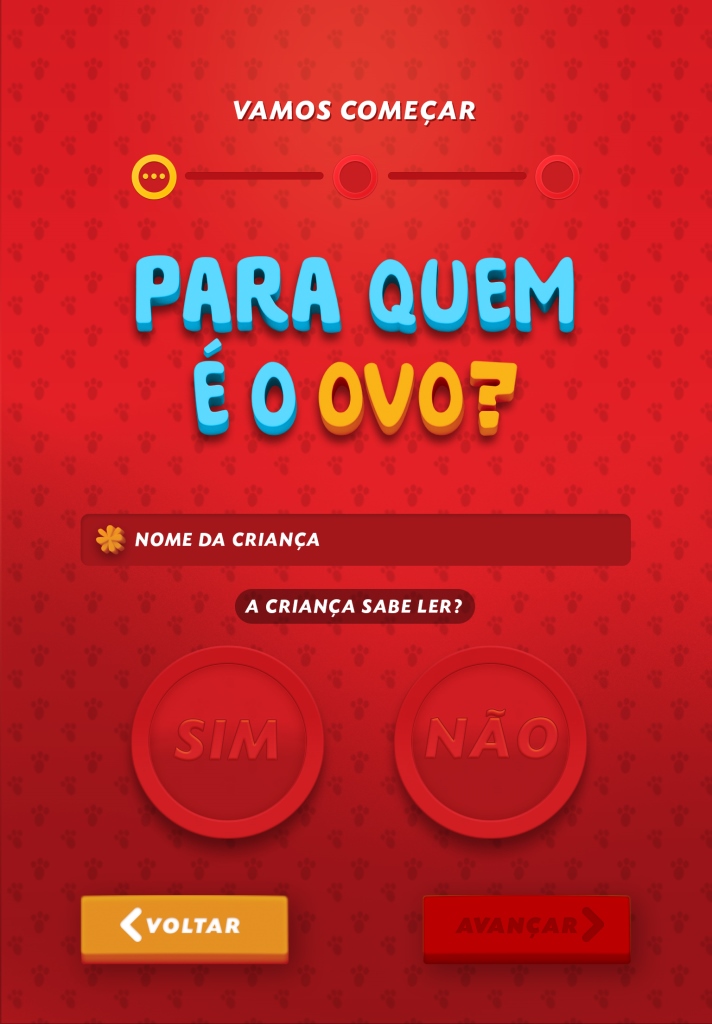 VAMOS COMEÇAR
PARA QUEM
É O OVO?
NOME DA CRIANÇA
A CRIANÇA SABE LER?
SIM
NÃO
VOLTAR
AVANÇAR